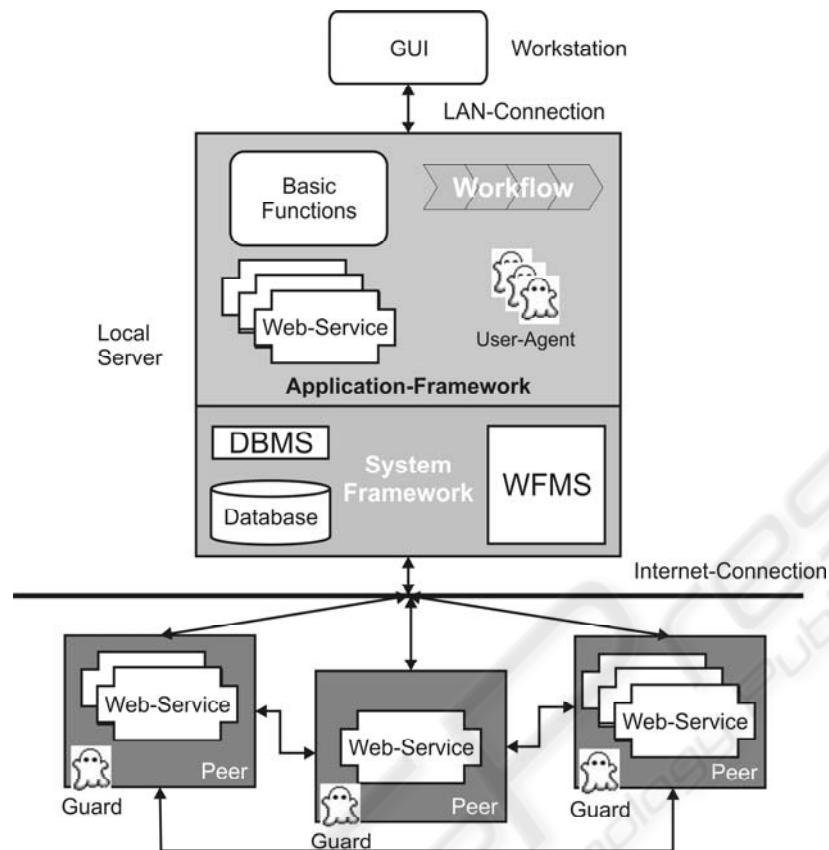 GUI
Workstation
LAN-Connection
Basic
Functions
Workflow
Web-Service
User-Agent
Local
Server
Application-Framework
DBMS
System
Framework
WFMS
Database
Internet-Connection
Web-Service
Peer
Guard
Web-Service
Peer
Guard
Web-Service
Peer
Guard